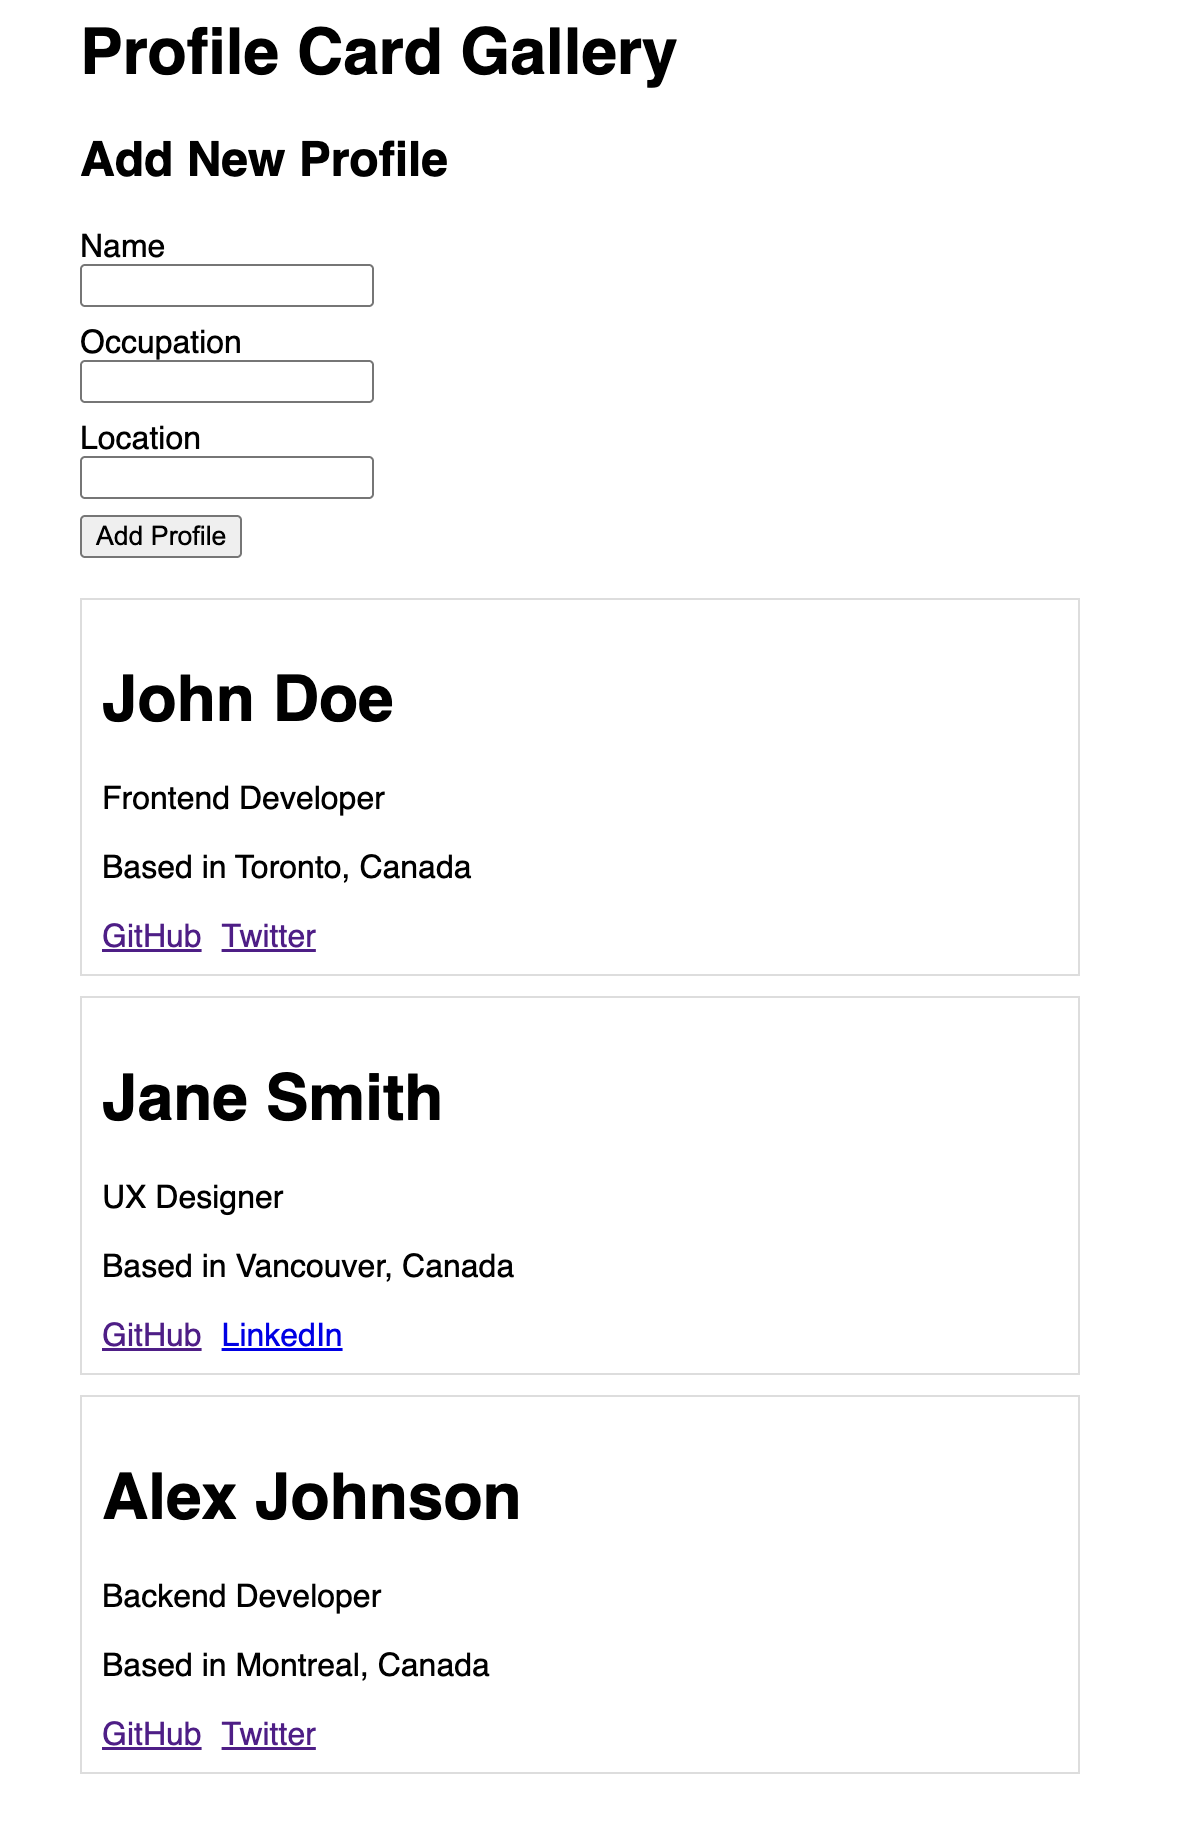 Profile Card Gallery
Add New Profile
Name
Occupation
Location
Add Profile
John Doe
Frontend Developer
Based in Toronto, Canada
GitHub Twitter
Jane Smith
UX Designer
Based in Vancouver, Canada
GitHub LinkedIn
Alex Johnson
Backend Developer
Based in Montreal, Canada
GitHub Twitter